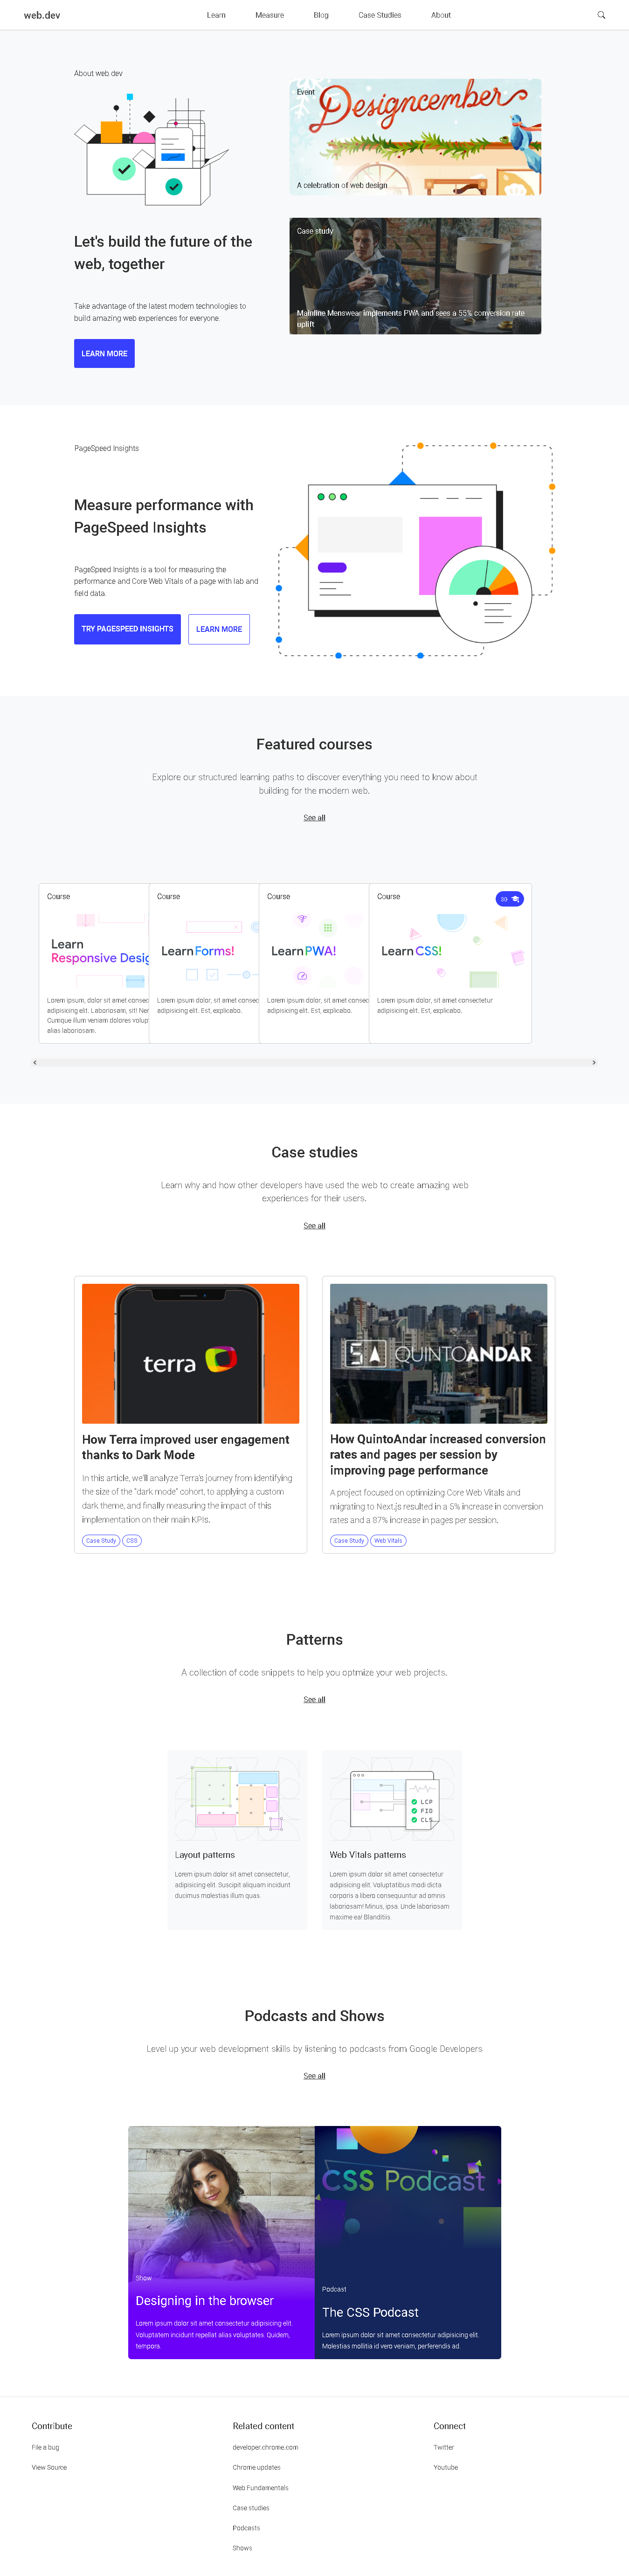 web.dev
Learn
Measure
Blog
Case Studies
About
About web.dev
Let's build the future of the
web, together
Take advantage of the latest modern technologies to
build amazing web experiences for everyone.
LEARN MORE
Event
Designcember
A celebration of web design
Case study
Mainline Menswear implements PWA and sees a 55% conversion rate
uplift
PageSpeed Insights
Measure performance with
PageSpeed Insights
PageSpeed Insights is a tool for measuring the
performance and Core Web Vitals of a page with lab and
field data.
TRY PAGESPEED INSIGHTS
LEARN MORE
Featured courses
Explore our structured learning paths to discover everything you need to know about
building for the modern web.
See all
Course
Learn
Responsive Desig
Lorem ipsum, dolor sit amet consec
adipisicing elit. Laboriosam, sit! Ner
Cumque illum veniam dolores volup
alias laboriosam.
Course
Learn Forms!
Lorem ipsum dolor, sit amet consec
adipisicing elit. Est, explicabo.
Course
Learn PWA!
Lorem ipsum dolor, sit amet consec
adipisicing elit. Est, explicabo.
Course
Learn CSS!
Lorem ipsum dolor, sit amet consectetur
adipisicing elit. Est, explicabo.
Case studies
Learn why and how other developers have used the web to create amazing web
experiences for their users.
See all
terra
How Terra improved user engagement
thanks to Dark Mode
In this article, we'll analyze Terra's journey from identifying
the size of the "dark mode" cohort, to applying a custom
dark theme, and finally measuring the impact of this
implementation on their main KPIs.
Case Study
CSS
5A QUINTOANDAR
How QuintoAndar increased conversion
rates and pages per session by
improving page performance
A project focused on optimizing Core Web Vitals and
migrating to Next.js resulted in a 5% increase in conversion
rates and a 87% increase in pages per session.
Case Study
Web Vitals
Patterns
A collection of code snippets to help you optmize your web projects.
See all
Layout patterns
Lorem ipsum dolor sit amet consectetur,
adipisicing elit. Suscipit aliquam incidunt
ducimus molestias illum quas.
LCP
FID
CLS
Web Vitals patterns
Lorem ipsum dolor sit amet consectetur
adipisicing elit. Voluptatibus modi dicta
corporis a libero consequuntur ad omnis
laboriosam! Minus, ipsa. Unde laboriosam
maxime ea! Blanditiis.
Podcasts and Shows
Level up your web development skills by listening to podcasts from Google Developers
See all
Show
Designing in the browser
Lorem ipsum dolor sit amet consectetur adipisicing elit.
Voluptatem incidunt repellat alias voluptates. Quidem,
tempora.
CSS Podcast
Podcast
The CSS Podcast
Lorem ipsum dolor sit amet consectetur adipisicing elit.
Molestias mollitia id vero veniam, perferendis ad.
Contribute
File a bug
View Source
Related content
developer.chrome.com
Chrome updates
Web Fundamentals
Case studies
Podcasts
Shows
Connect
Twitter
Youtube